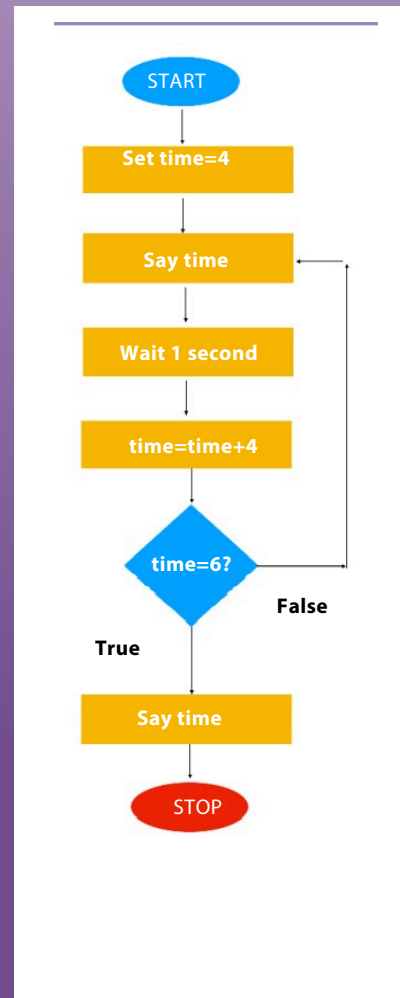 START
Set time=4
Say time
Wait 1 second
time=time+4
time=6?
False
True
Say time
STOP